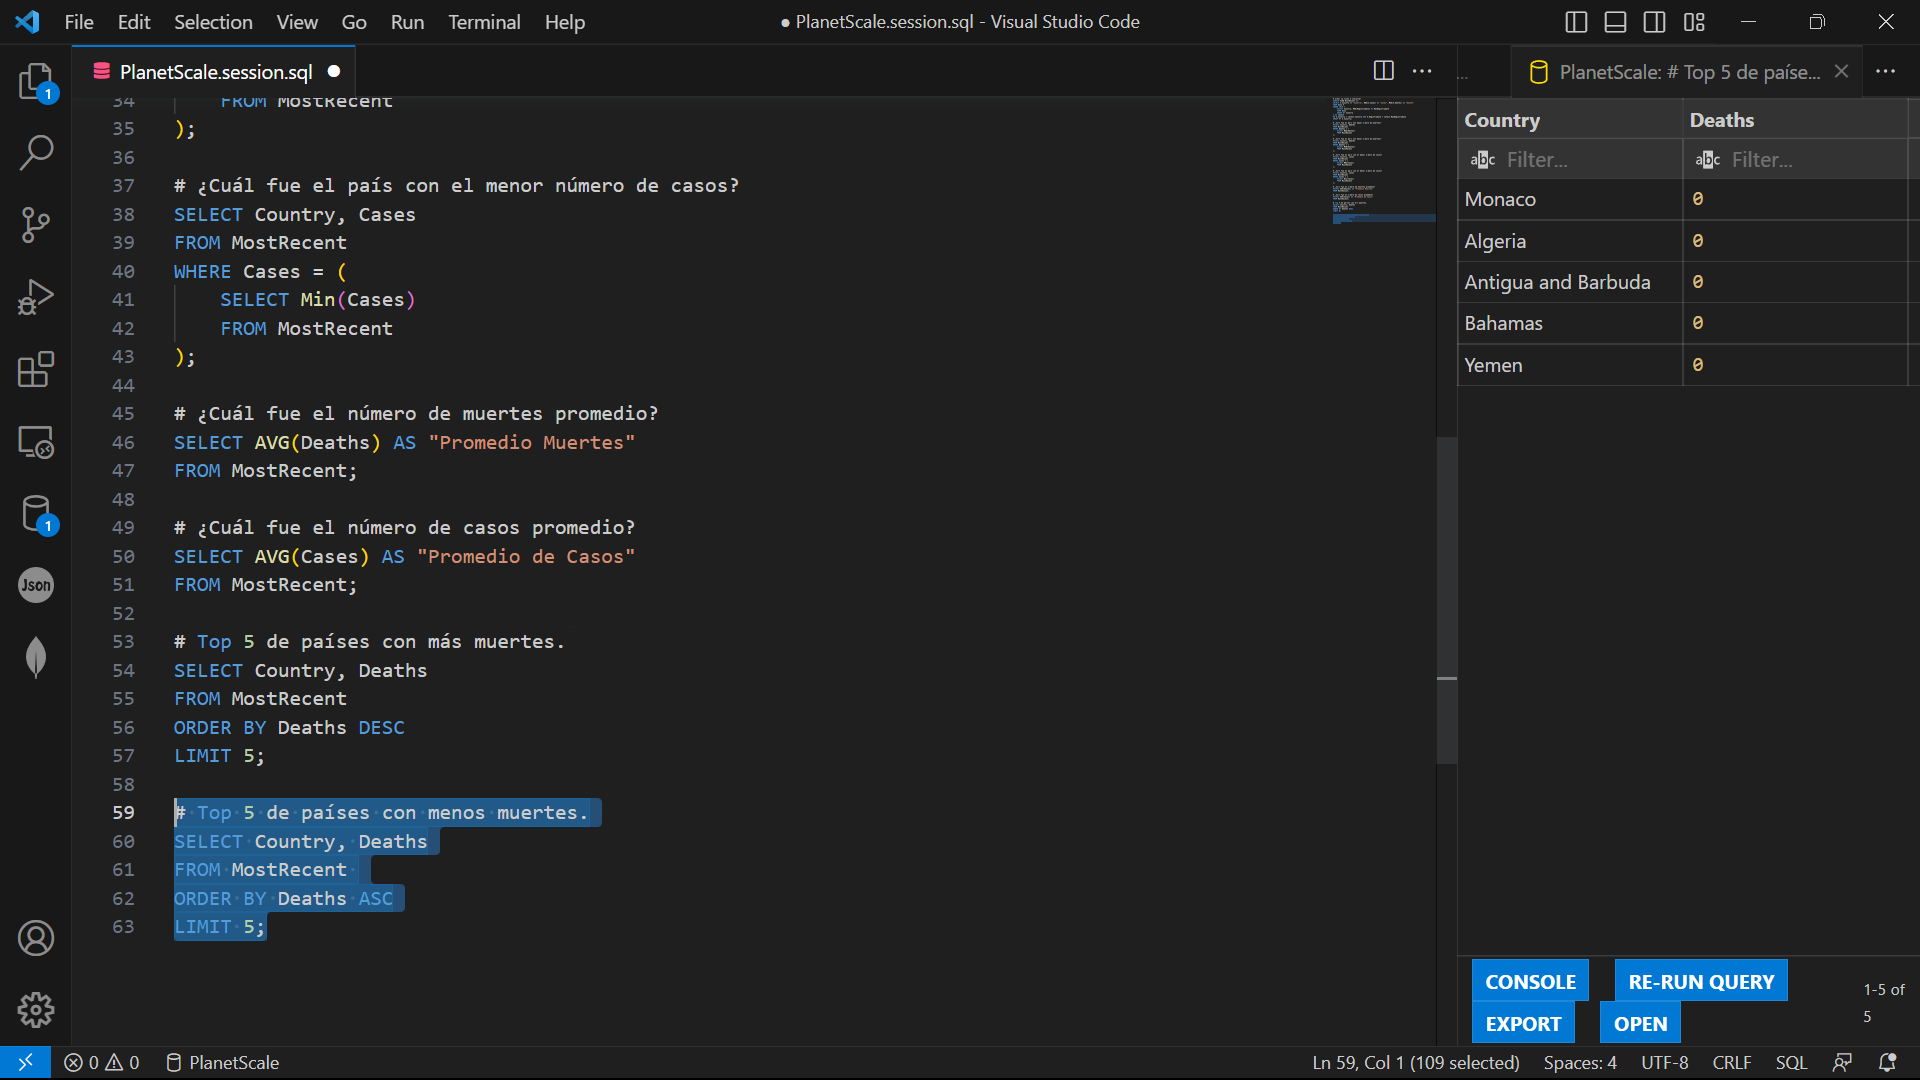 File Edit Selection View Go Run Terminal Help
● PlanetScale.session.sql - Visual Studio Code
PlanetScale.session.sql ●
34 FROM MostRecent
35 );
36
37 # ¿Cuál fue el país con el menor número de casos?
38 SELECT Country, Cases
39 FROM MostRecent
40 WHERE Cases = (
41 SELECT Min(Cases)
42 FROM MostRecent
43 );
44
45 # ¿Cuál fue el número de muertes promedio?
46 SELECT AVG(Deaths) AS "Promedio Muertes"
47 FROM MostRecent;
48
49 # ¿Cuál fue el número de casos promedio?
50 SELECT AVG(Cases) AS "Promedio de Casos"
51 FROM MostRecent;
52
53 # Top 5 de países con más muertes.
54 SELECT Country, Deaths
55 FROM MostRecent
56 ORDER BY Deaths DESC
57 LIMIT 5;
58
59 # Top 5 de países con menos muertes.
60 SELECT Country, Deaths
61 FROM MostRecent
62 ORDER BY Deaths ASC
63 LIMIT 5;
1
1
Json
... PlanetScale: # Top 5 de paíse...
Country Deaths
abc Filter... abc Filter...
Monaco 0
Algeria 0
Antigua and Barbuda 0
Bahamas 0
Yemen 0
CONSOLE RE-RUN QUERY
EXPORT OPEN
1-5 of
5
0 0 PlanetScale
Ln 59, Col 1 (109 selected) Spaces: 4 UTF-8 CRLF SQL